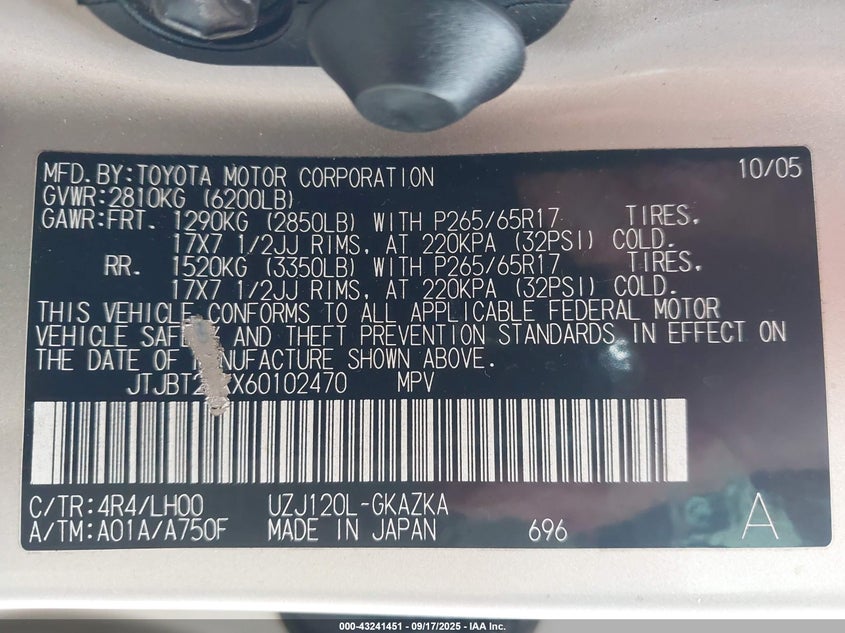 MFD.BY:TOYOTA MOTOR CORPORATION 10/05
GVWR:2810KG (6200LB)
GAWR:FRT. 1290KG (2850LB) WITH P265/65R17 TIRES,
17X7 1/2JJ RIMS, AT 220KPA (32PSI) COLD.
RR. 1520KG (3350LB) WITH P265/65R17 TIRES,
17X7 1/2JJ RIMS, AT 220KPA (32PSI) COLD.
THIS VEHICLE CONFORMS TO ALL APPLICABLE FEDERAL MOTOR
VEHICLE AND THEFT PREVENTION STANDARDS IN EFFECT ON
THE DATE OF MANUFACTURE SHOWN ABOVE.
MPV
C/TR:4R4/LH00 UZJ120L-GKAZKA
A/TM:A01A/A750F MADE IN JAPAN 696 A
000-43241451 - 09/17/2025 - IAA Inc.